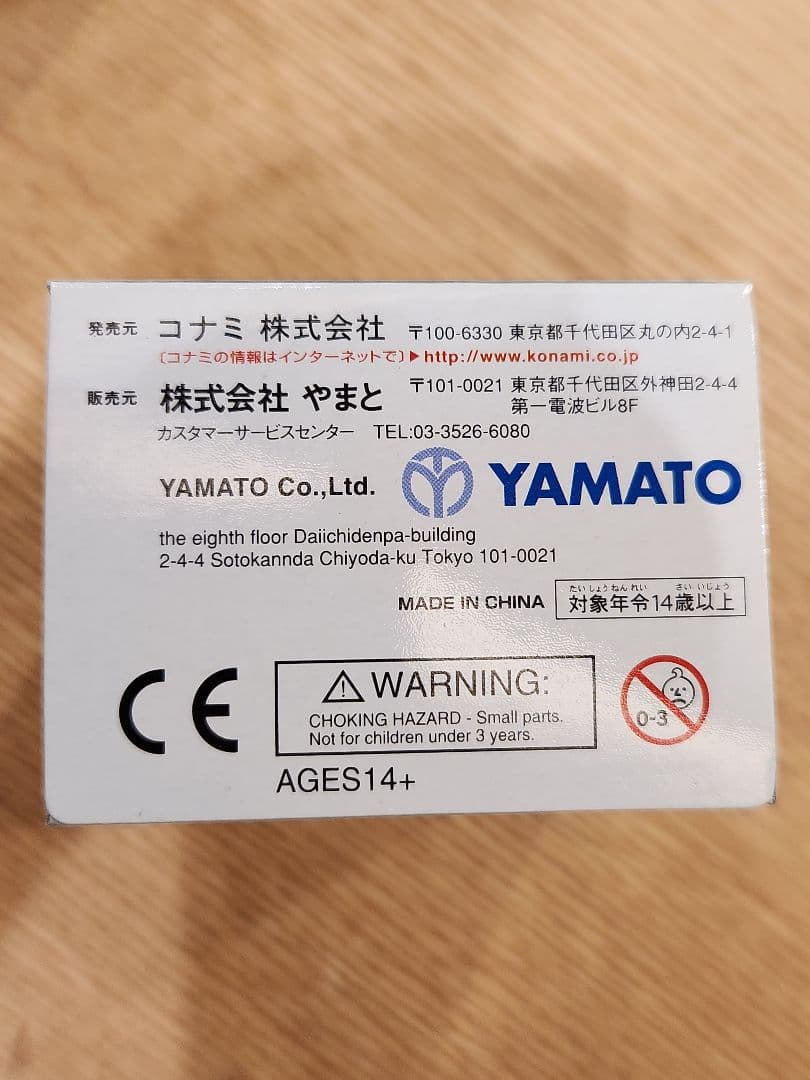 発売元 コナミ 株式会社 〒100-6330 東京都千代田区丸の内2-4-1
〔コナミの情報はインターネットで〕▶http://www.konami.co.jp
販売元 株式会社 やまと 〒101-0021 東京都千代田区外神田2-4-4
第一電波ビル8F
カスタマーサービスセンター TEL:03-3526-6080
YAMATO Co.,Ltd. YAMATO
the eighth floor Daiichidenpa-building
2-4-4 Sotokannda Chiyoda-ku Tokyo 101-0021
たいしょうねんれい さいいじょう
MADE IN CHINA 対象年令14歳以上
CE
⚠WARNING:
CHOKING HAZARD - Small parts.
Not for children under 3 years.
0-3
AGES14+